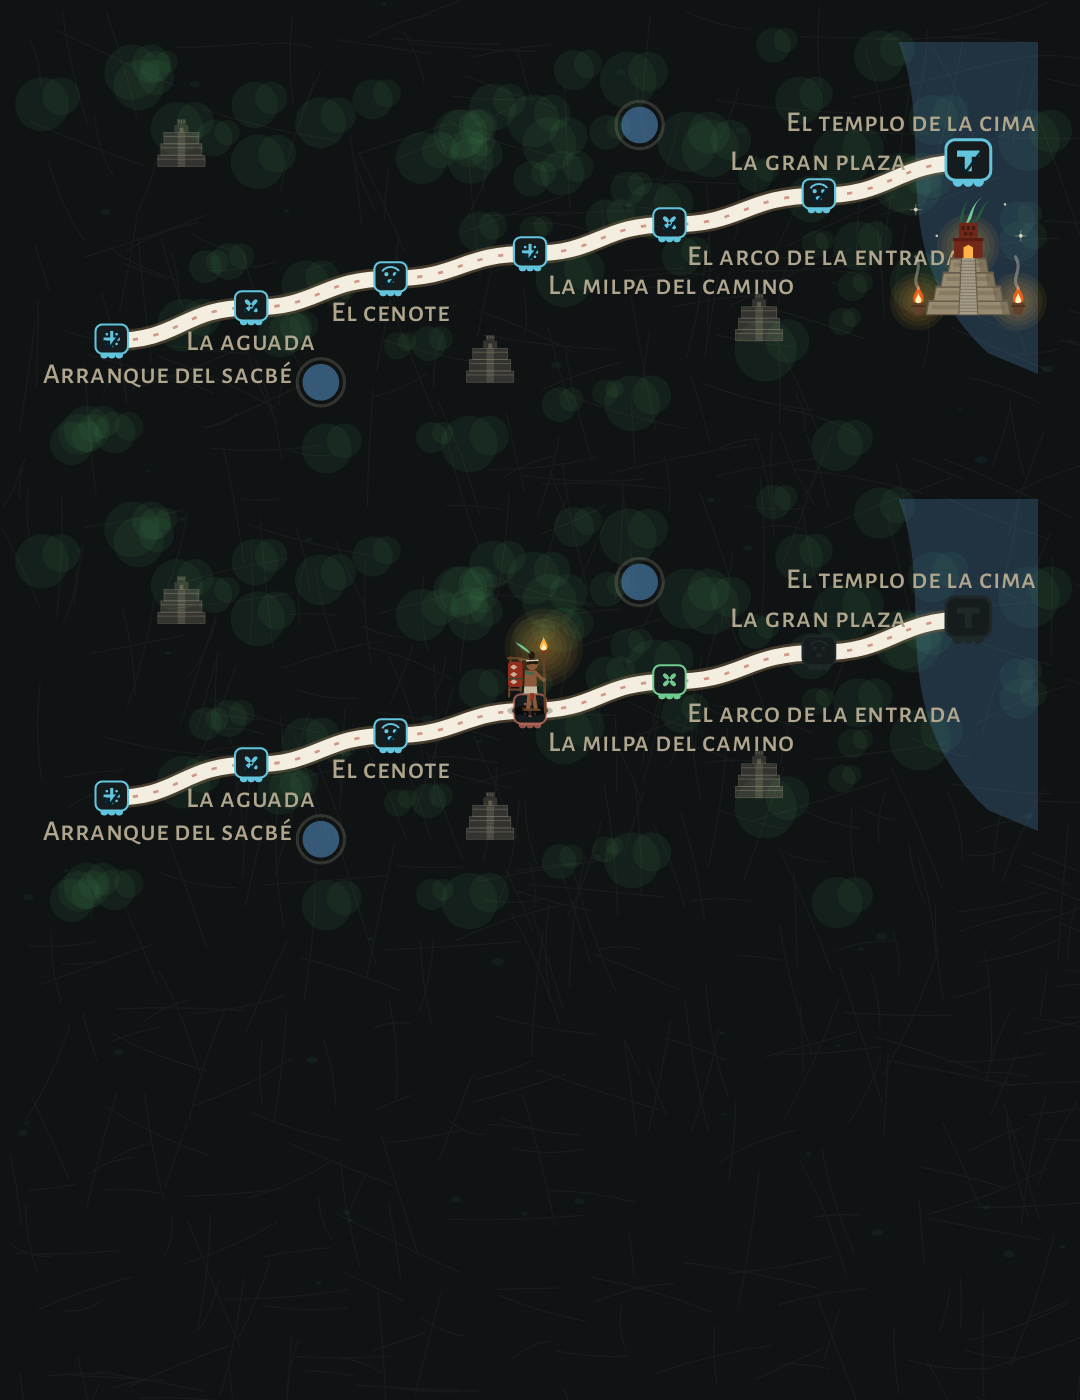 El templo de la cima
La gran plaza
El arco de la entrada
La milpa del camino
El cenote
La aguada
Arranque del sacbé
El templo de la cima
La gran plaza
El arco de la entrada
La milpa del camino
El cenote
La aguada
Arranque del sacbé